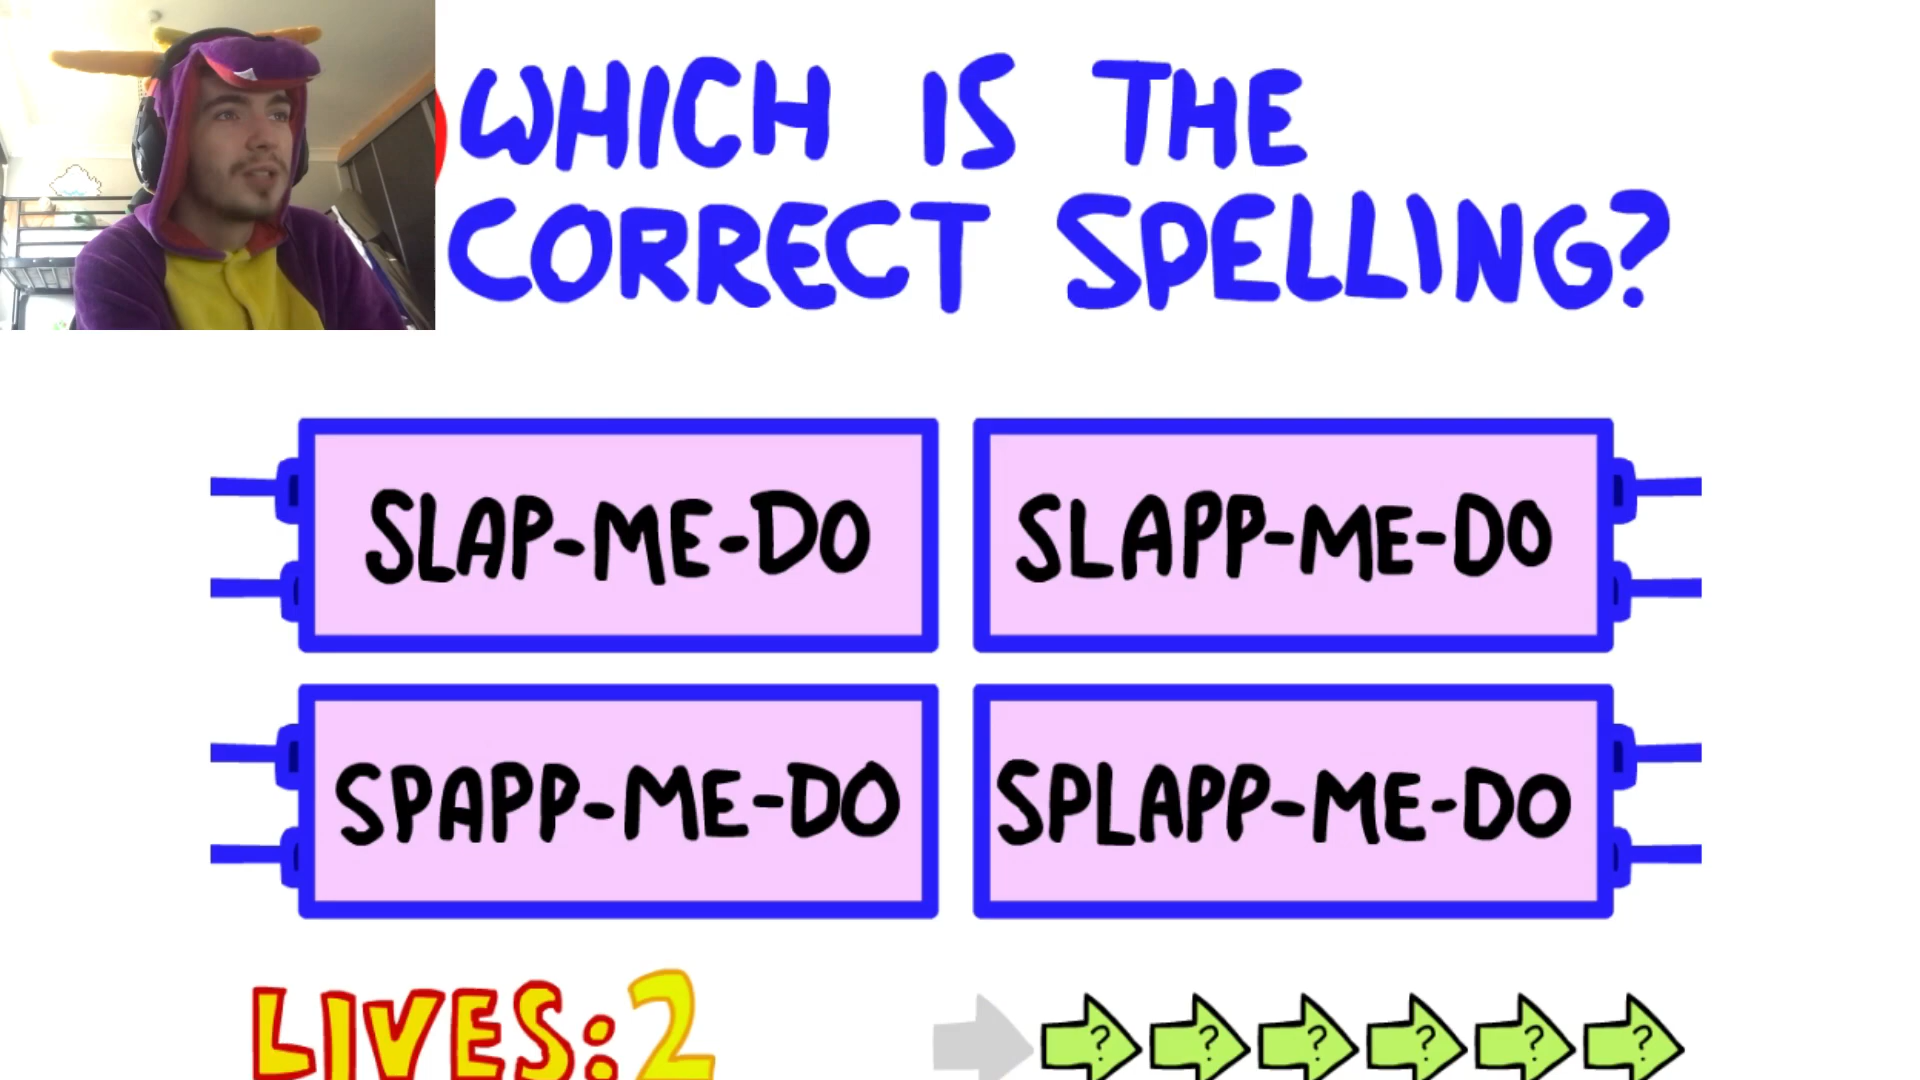 WHICH IS THE
CORRECT SPELLING?
SLAP-ME-DO
SLAPP-ME-DO
SPAPP-ME-DO
SPLAPP-ME-DO
LIVES:2
? ? ? ? ? ?